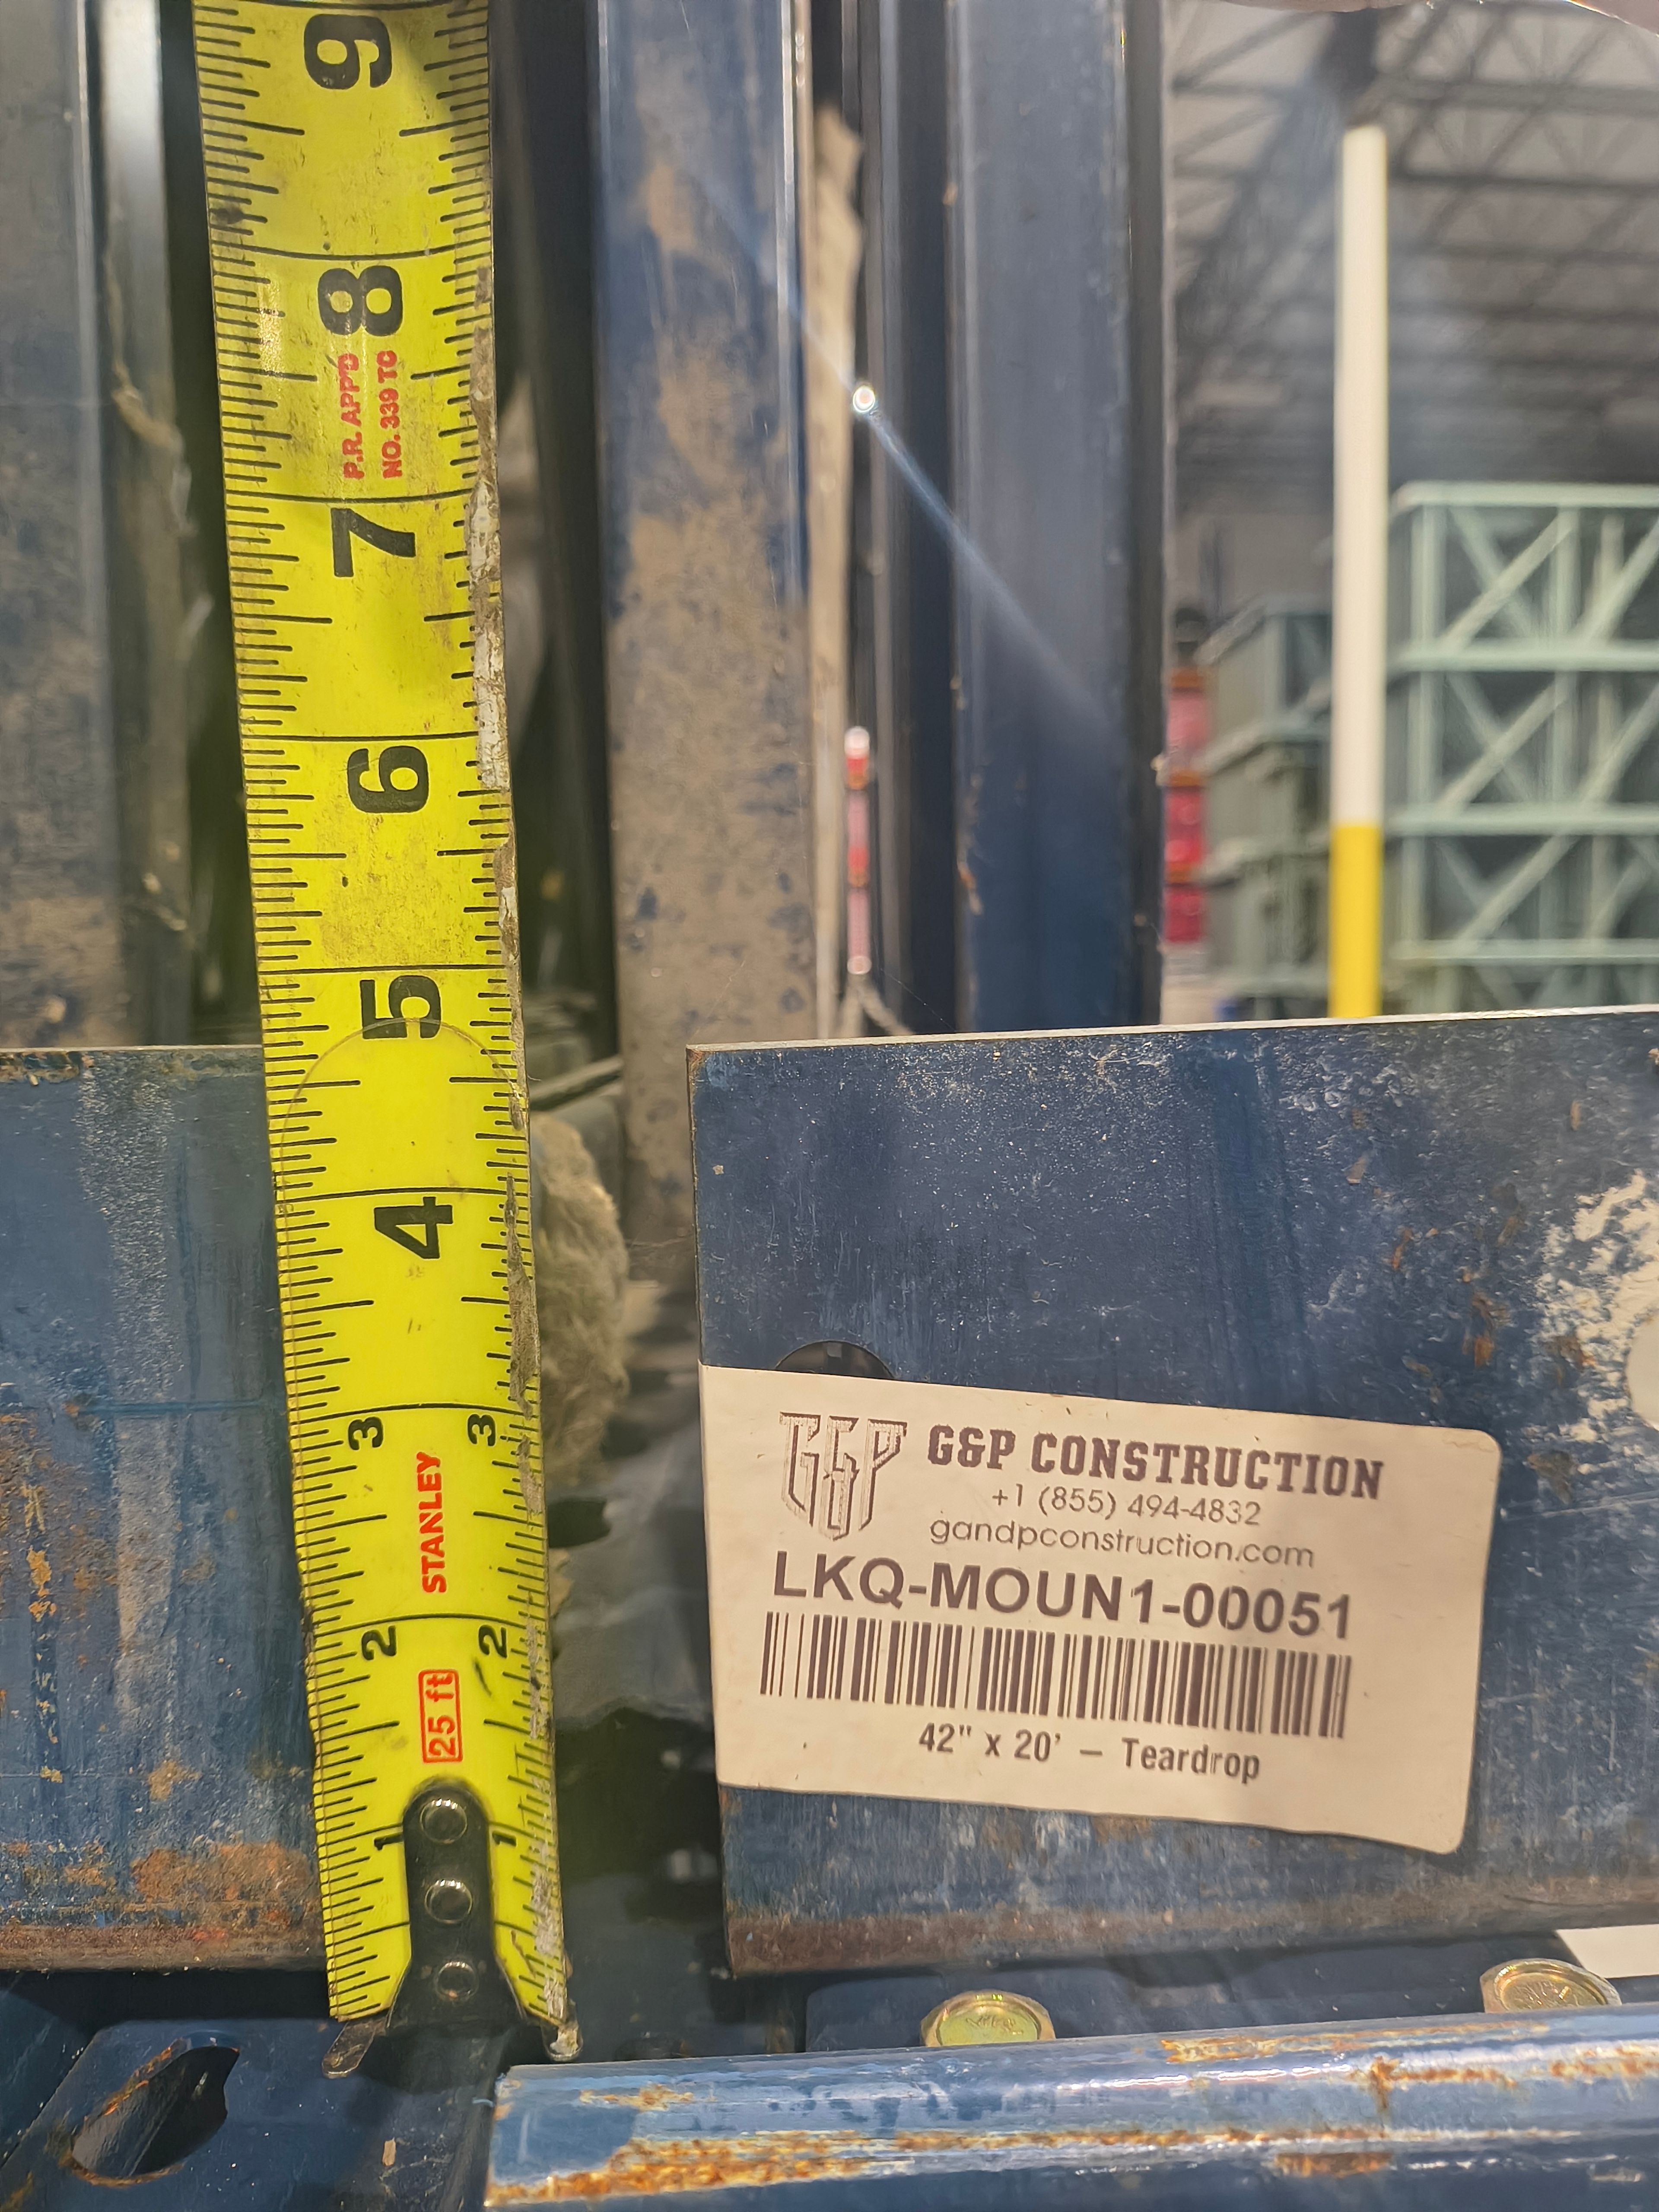 9
8
P.R. APP'D
NO. 339 TC
7
6
5
4
3 3
STANLEY
2 2
25 ft
1 1
G&P G&P CONSTRUCTION
+1 (855) 494-4832
gandpconstruction.com
LKQ-MOUN1-00051
42" x 20' – Teardrop